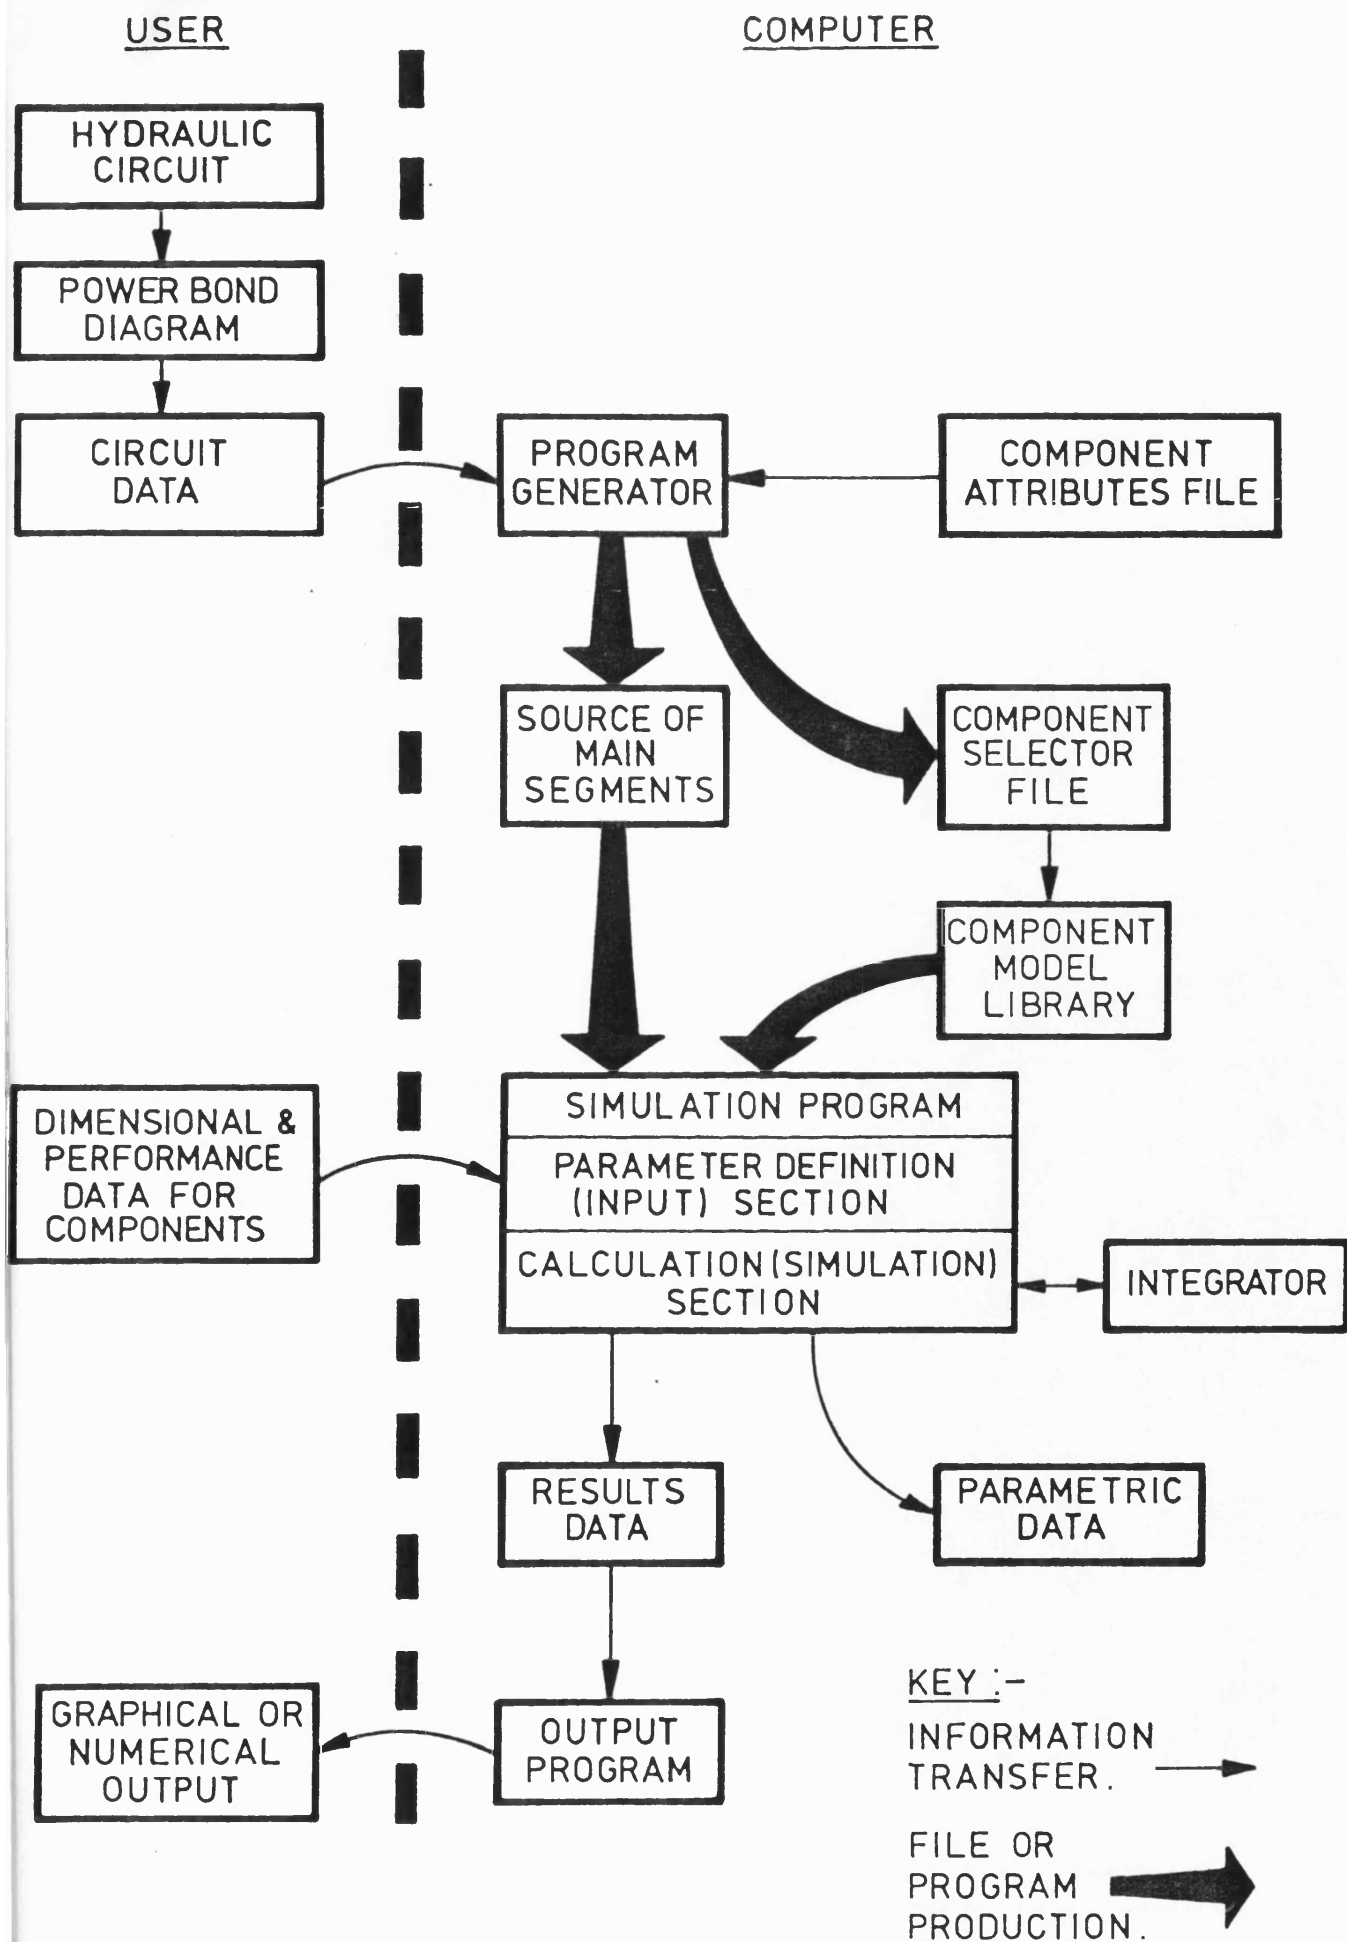 USER
COMPUTER
HYDRAULIC
CIRCUIT
POWER BOND
DIAGRAM
CIRCUIT
DATA
PROGRAM
GENERATOR
COMPONENT
ATTRIBUTES FILE
SOURCE OF
MAIN
SEGMENTS
COMPONENT
SELECTOR
FILE
COMPONENT
MODEL
LIBRARY
DIMENSIONAL &
PERFORMANCE
DATA FOR
COMPONENTS
SIMULATION PROGRAM
PARAMETER DEFINITION
(INPUT) SECTION
CALCULATION (SIMULATION)
SECTION
INTEGRATOR
RESULTS
DATA
PARAMETRIC
DATA
GRAPHICAL OR
NUMERICAL
OUTPUT
OUTPUT
PROGRAM
KEY :-
INFORMATION
TRANSFER.
FILE OR
PROGRAM
PRODUCTION.